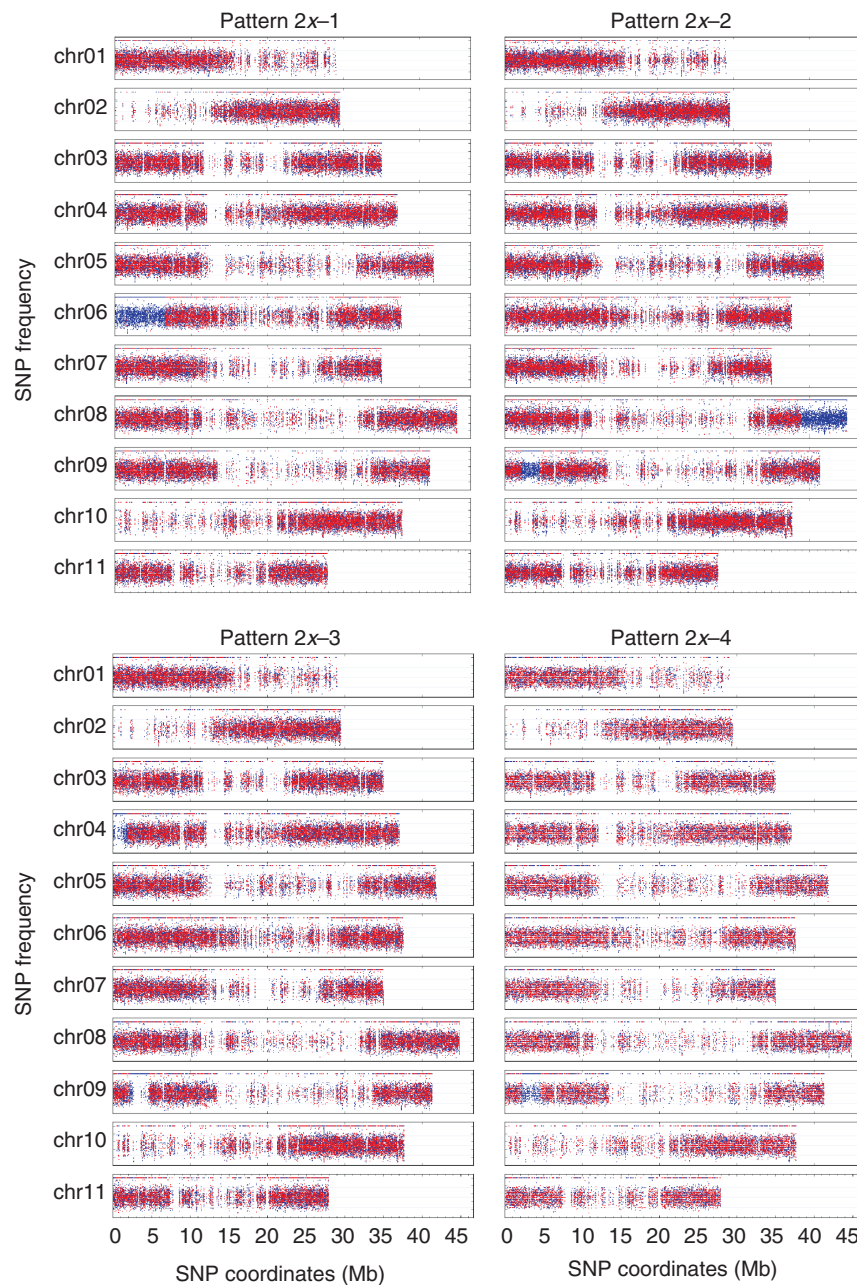 Pattern 2x–1
Pattern 2x–2
chr01
chr02
chr03
chr04
chr05
chr06
chr07
chr08
chr09
chr10
chr11
SNP frequency
Pattern 2x–3
Pattern 2x–4
chr01
chr02
chr03
chr04
chr05
chr06
chr07
chr08
chr09
chr10
chr11
SNP frequency
0 5 10 15 20 25 30 35 40 45
0 5 10 15 20 25 30 35 40 45
SNP coordinates (Mb)
SNP coordinates (Mb)